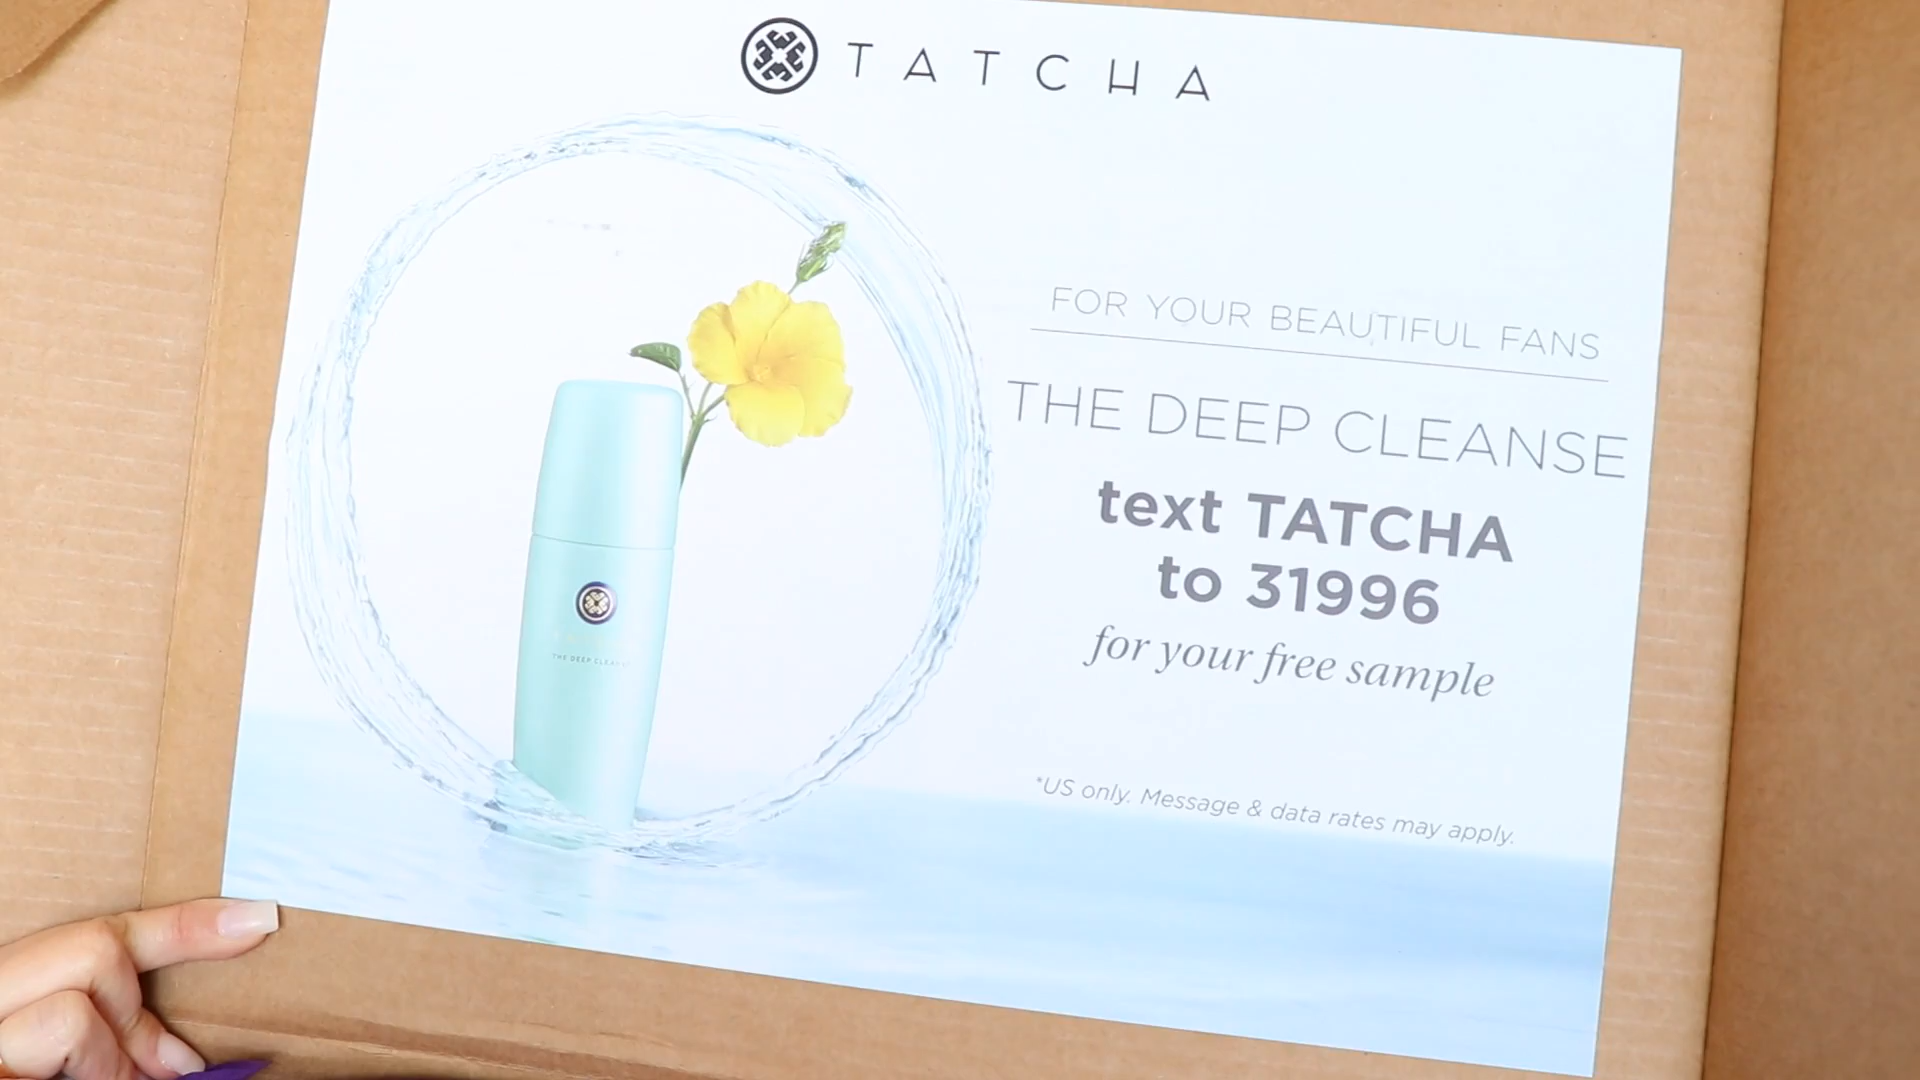 TATCHA
FOR YOUR BEAUTIFUL FANS
THE DEEP CLEANSE
text TATCHA
to 31996
for your free sample
*US only. Message & data rates may apply.
THE DEEP CLEANSE